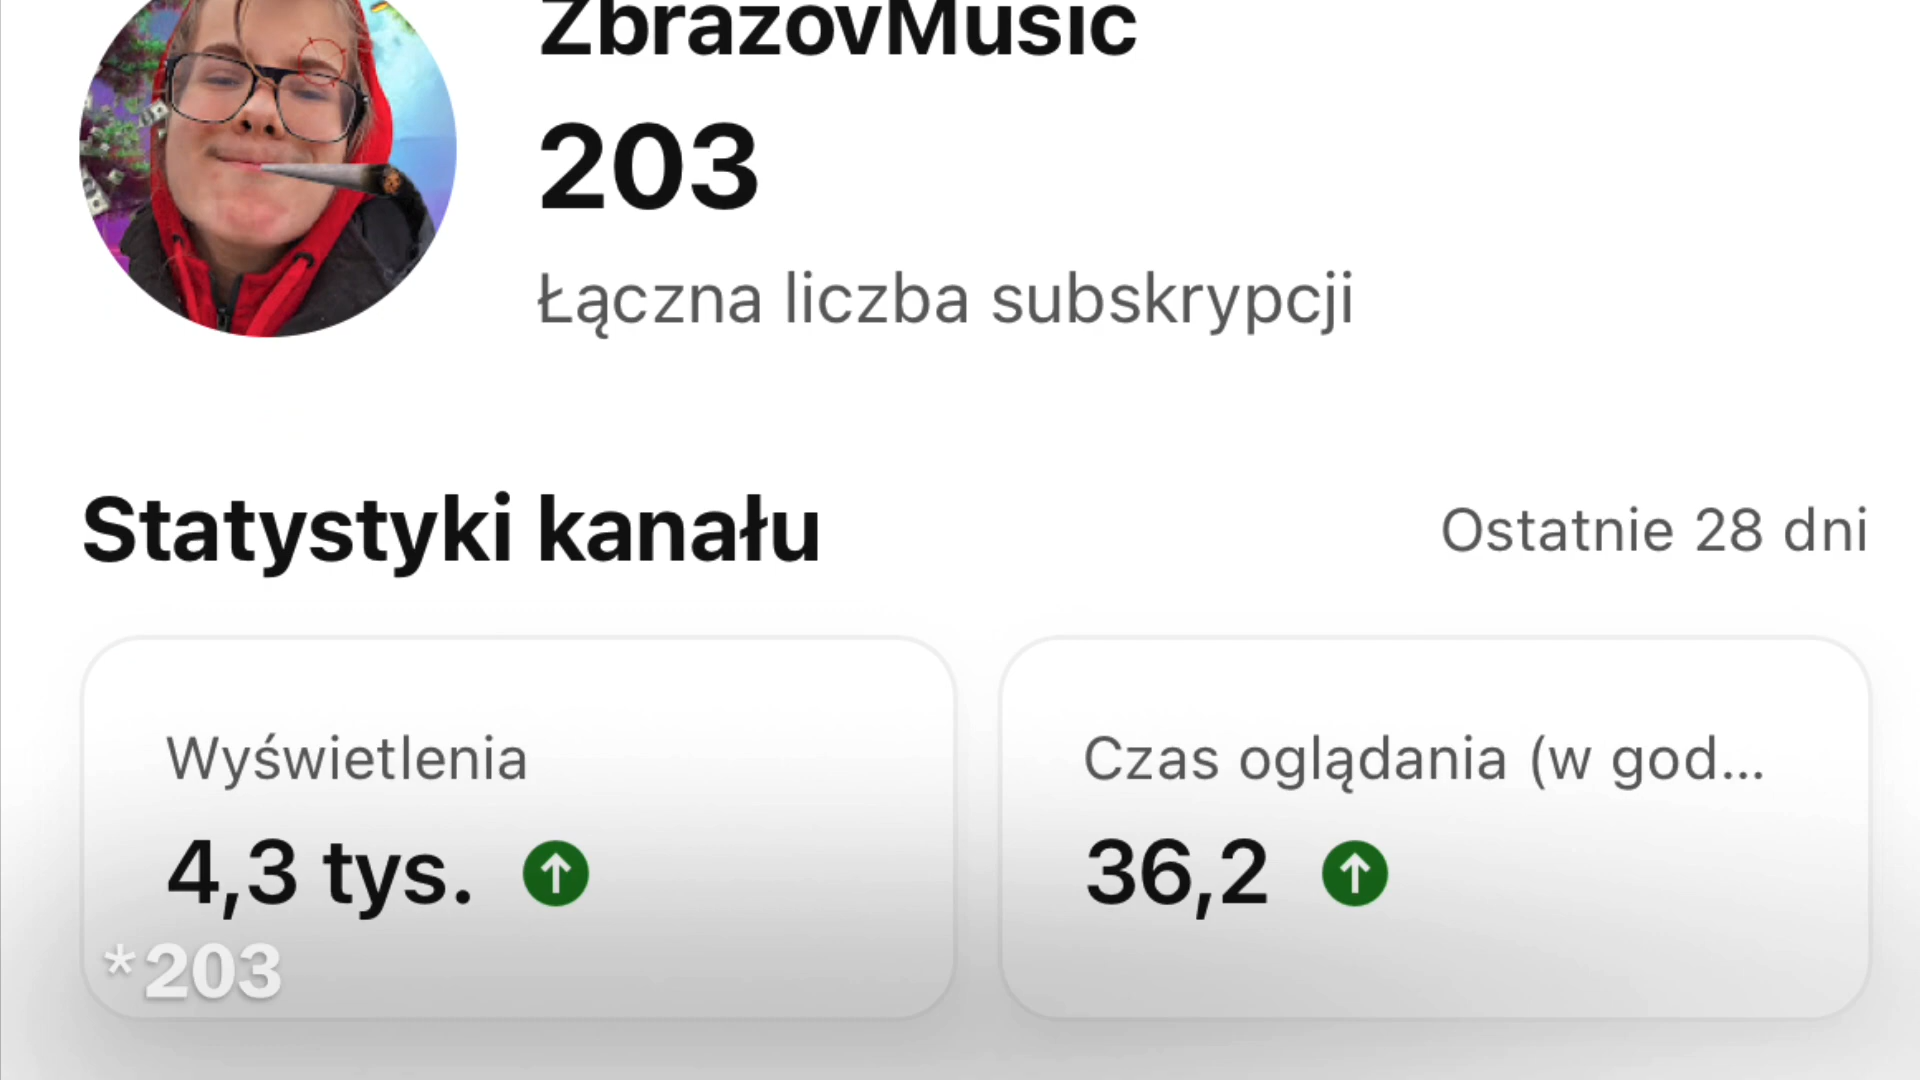 ZbrazovMusic
203
Łączna liczba subskrypcji
Statystyki kanału
Ostatnie 28 dni
Wyświetlenia
Czas oglądania (w god...
4,3 tys.
36,2
*203